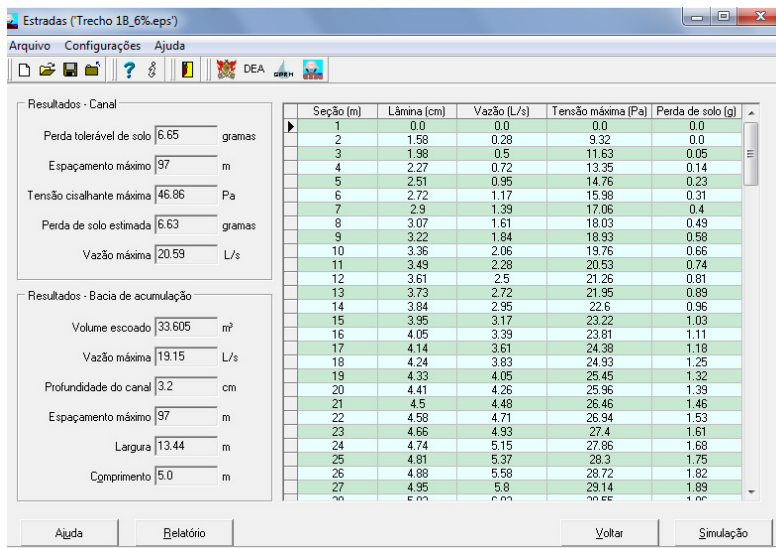 Estradas ('Trecho 1B_6%.eps')
Arquivo Configurações Ajuda
? DEA GPRH
Resultados - Canal
Perda tolerável de solo 6.65 gramas
Espaçamento máximo 97 m
Tensão cisalhante máxima 46.86 Pa
Perda de solo estimada 6.63 gramas
Vazão máxima 20.59 L/s
Resultados - Bacia de acumulação
Volume escoado 33.605 m³
Vazão máxima 19.15 L/s
Profundidade do canal 3.2 cm
Espaçamento máximo 97 m
Largura 13.44 m
Comprimento 5.0 m
Seção (m) Lâmina (cm) Vazão (L/s) Tensão máxima (Pa) Perda de solo (g)
1 0.0 0.0 0.0 0.0
2 1.58 0.28 9.32 0.0
3 1.98 0.5 11.63 0.05
4 2.27 0.72 13.35 0.14
5 2.51 0.95 14.76 0.23
6 2.72 1.17 15.98 0.31
7 2.9 1.39 17.06 0.4
8 3.07 1.61 18.03 0.49
9 3.22 1.84 18.93 0.58
10 3.36 2.06 19.76 0.66
11 3.49 2.28 20.53 0.74
12 3.61 2.5 21.26 0.81
13 3.73 2.72 21.95 0.89
14 3.84 2.95 22.6 0.96
15 3.95 3.17 23.22 1.03
16 4.05 3.39 23.81 1.11
17 4.14 3.61 24.38 1.18
18 4.24 3.83 24.93 1.25
19 4.33 4.05 25.45 1.32
20 4.41 4.26 25.96 1.39
21 4.5 4.48 26.46 1.46
22 4.58 4.71 26.94 1.53
23 4.66 4.93 27.4 1.61
24 4.74 5.15 27.86 1.68
25 4.81 5.37 28.3 1.75
26 4.88 5.58 28.72 1.82
27 4.95 5.8 29.14 1.89
Ajuda Relatório Voltar Simulação